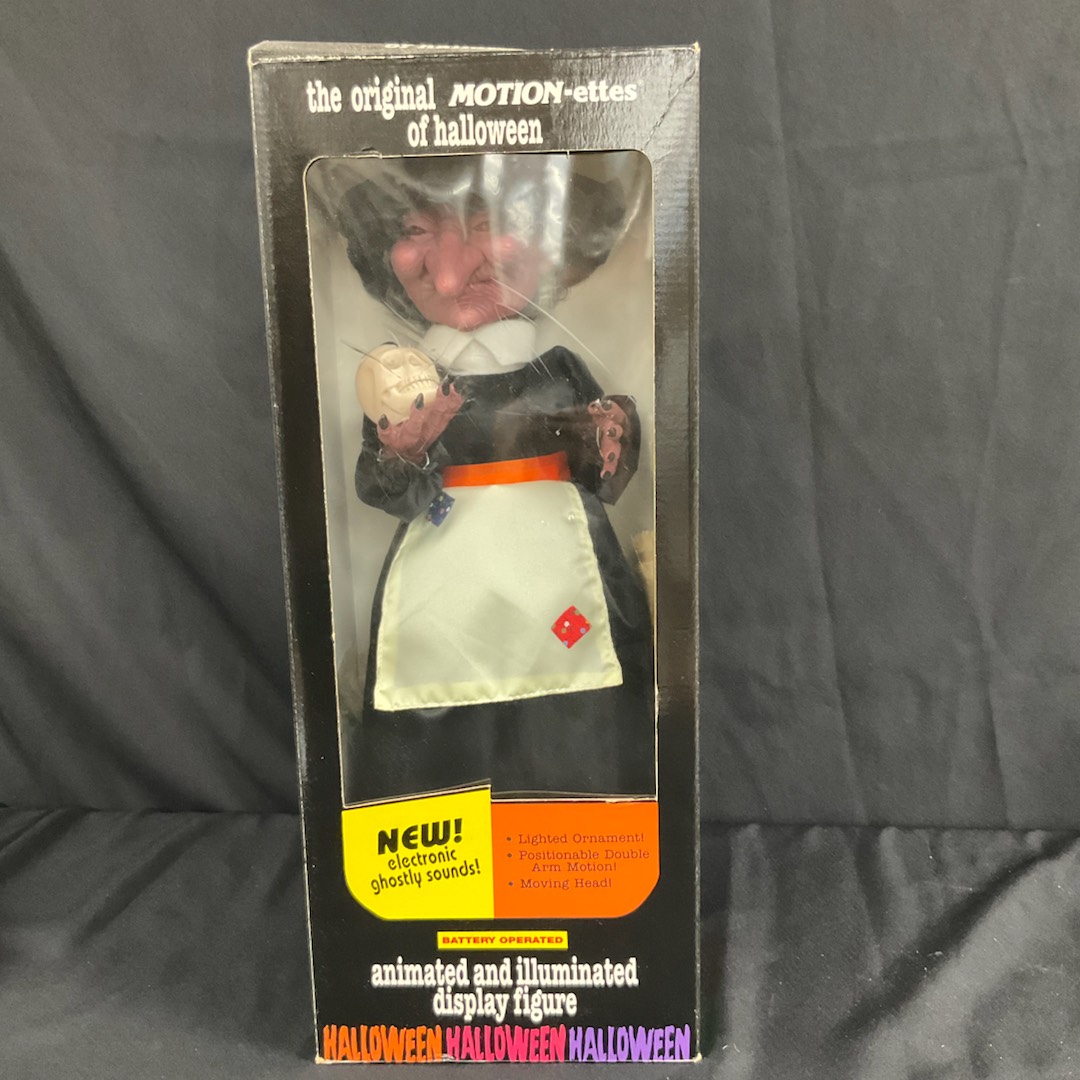 the original MOTION-ettes
of halloween
NEW!
electronic
ghostly sounds!
• Lighted Ornament!
• Positionable Double
Arm Motion!
• Moving Head!
BATTERY OPERATED
animated and illuminated
display figure
HALLOWEEN HALLOWEEN HALLOWEEN